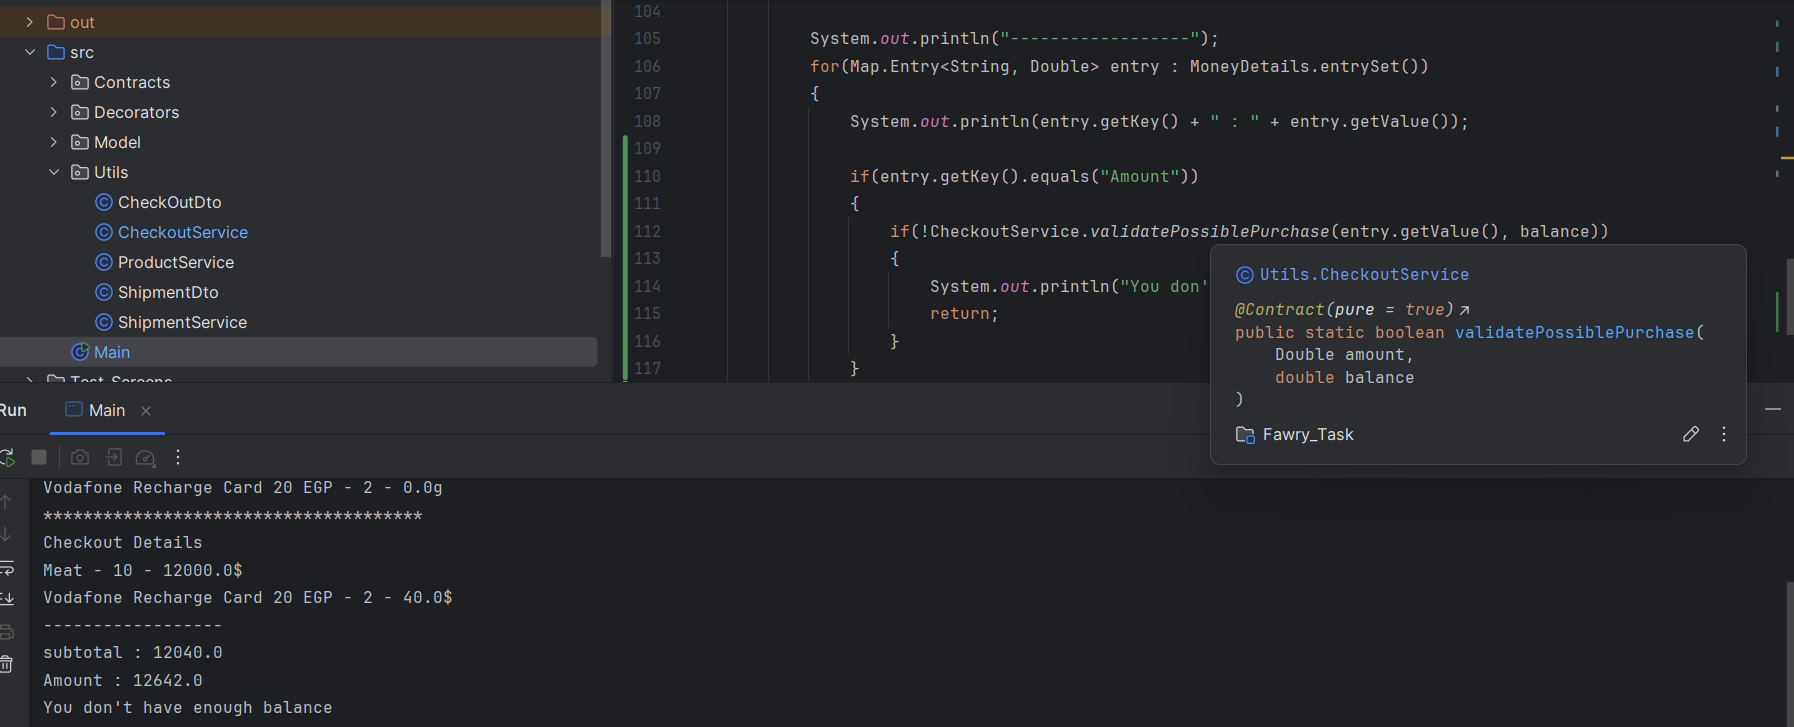 out
src
Contracts
Decorators
Model
Utils
CheckOutDto
CheckoutService
ProductService
ShipmentDto
ShipmentService
Main
Test_Screens
104
105 System.out.println("------------------");
106 for(Map.Entry<String, Double> entry : MoneyDetails.entrySet())
107 {
108 System.out.println(entry.getKey() + " : " + entry.getValue());
109
110 if(entry.getKey().equals("Amount"))
111 {
112 if(!CheckoutService.validatePossiblePurchase(entry.getValue(), balance))
113 {
114 System.out.println("You don'
115 return;
116 }
117 }
Utils.CheckoutService
@Contract(pure = true)
public static boolean validatePossiblePurchase(
Double amount,
double balance
)
Fawry_Task
Run Main
Vodafone Recharge Card 20 EGP - 2 - 0.0g
**************************************
Checkout Details
Meat - 10 - 12000.0$
Vodafone Recharge Card 20 EGP - 2 - 40.0$
------------------
subtotal : 12040.0
Amount : 12642.0
You don't have enough balance